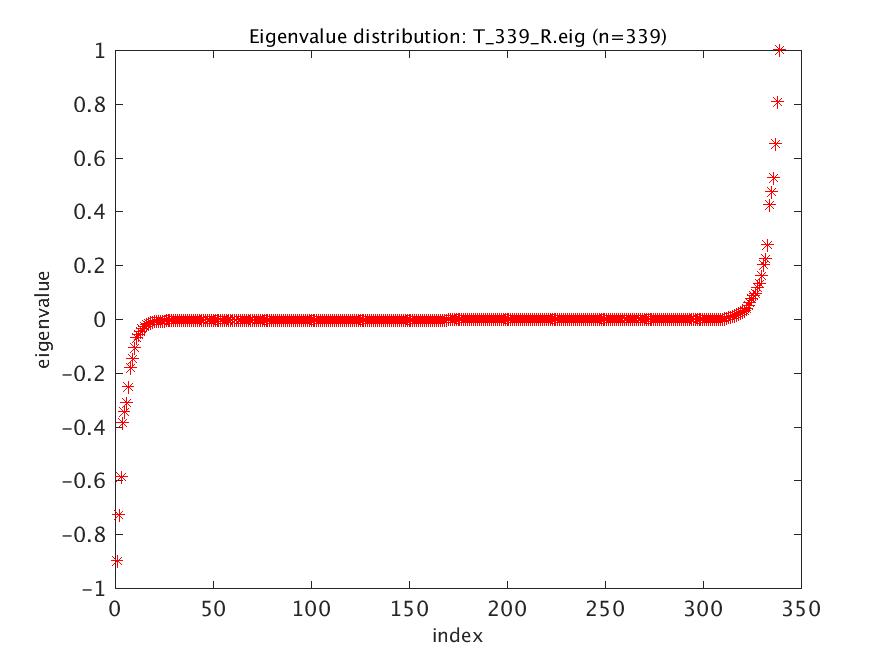 Eigenvalue distribution: T_339_R.eig (n=339)
1
0.8
0.6
0.4
0.2
0
-0.2
-0.4
-0.6
-0.8
-1
eigenvalue
0 50 100 150 200 250 300 350
index